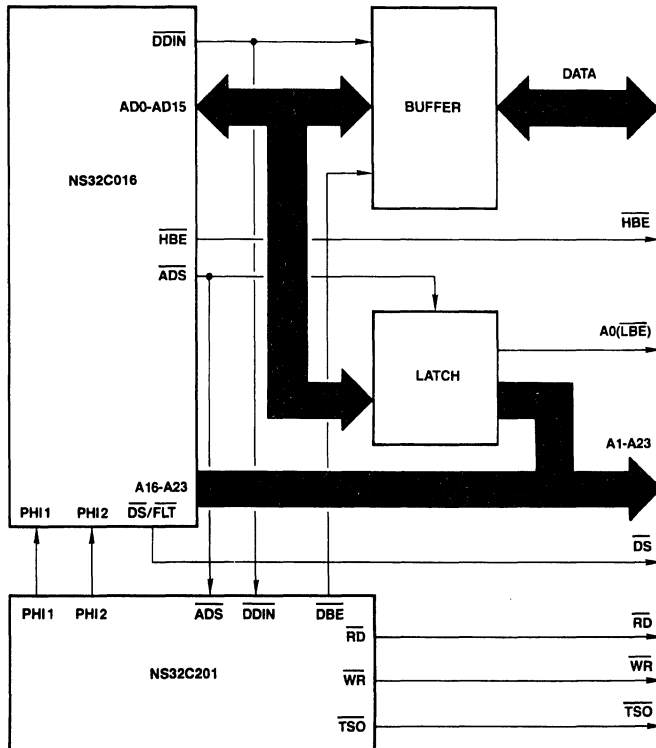 DDIN
DATA
AD0-AD15
BUFFER
NS32C016
HBE
HBE
ADS
A0(LBE)
LATCH
A1-A23
A16-A23
PHI1 PHI2 DS/FLT
DS
PHI1 PHI2 ADS DDIN DBE
RD
RD
NS32C201
WR
WR
TSO
TSO